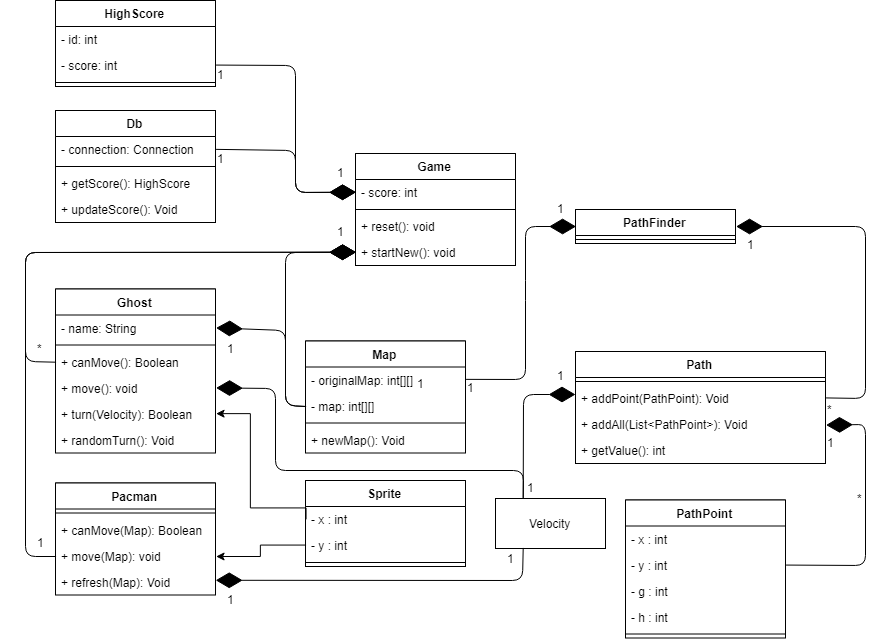 HighScore
- id: int
- score: int
1
Db
- connection: Connection
1
+ getScore(): HighScore
+ updateScore(): Void
1
Game
- score: int
+ reset(): void
1
+ startNew(): void
1
PathFinder
1
Ghost
- name: String
*
1
+ canMove(): Boolean
+ move(): void
+ turn(Velocity): Boolean
+ randomTurn(): Void
Map
- originalMap: int[][]
1
1
- map: int[][]
+ newMap(): Void
1
Path
+ addPoint(PathPoint): Void
*
+ addAll(List<PathPoint>): Void
1
+ getValue(): int
Pacman
+ canMove(Map): Boolean
1
+ move(Map): void
+ refresh(Map): Void
1
Sprite
- x : int
- y : int
1
Velocity
1
*
PathPoint
- x : int
- y : int
- g : int
- h : int